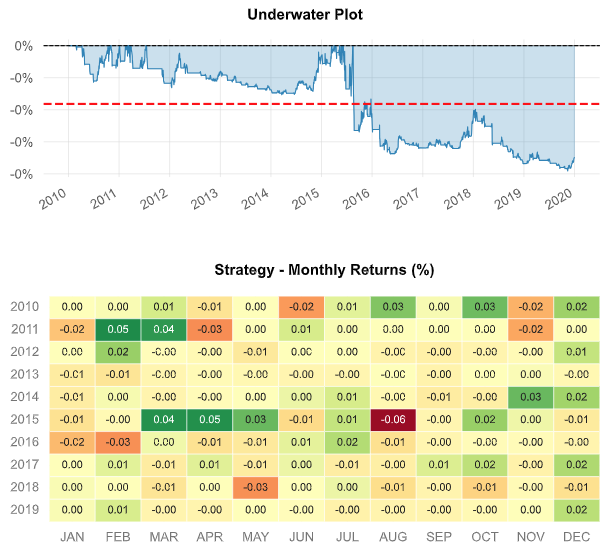 Underwater Plot
0%
-0%
-0%
-0%
-0%
2010 2011 2012 2013 2014 2015 2016 2017 2018 2019 2020
Strategy - Monthly Returns (%)
2010 0.00 0.00 0.01 -0.01 0.00 -0.02 0.01 0.03 0.00 0.03 -0.02 0.02
2011 -0.02 0.05 0.04 -0.03 0.00 0.01 0.00 0.00 0.00 0.00 -0.02 0.00
2012 0.00 0.02 -0.00 -0.00 -0.01 -0.00 0.00 -0.00 -0.00 -0.00 -0.00 0.01
2013 -0.01 -0.01 -0.00 -0.00 -0.00 0.00 -0.00 -0.00 -0.00 -0.00 -0.00 -0.00
2014 -0.01 0.00 -0.00 -0.00 -0.00 0.00 0.01 -0.00 -0.01 -0.00 0.03 0.02
2015 -0.01 -0.00 0.04 0.05 0.03 -0.01 0.01 -0.06 -0.00 0.02 0.00 -0.01
2016 -0.02 -0.03 0.00 -0.01 -0.01 0.01 0.02 -0.01 -0.00 -0.00 -0.00 -0.00
2017 0.00 0.01 -0.01 0.01 -0.01 0.00 -0.01 -0.00 0.01 0.02 -0.00 0.02
2018 0.00 0.00 -0.01 0.00 -0.03 0.00 -0.01 0.00 -0.00 -0.01 -0.00 -0.01
2019 -0.00 0.01 -0.00 -0.00 -0.00 0.00 -0.00 -0.00 0.00 -0.00 0.00 0.02
JAN FEB MAR APR MAY JUN JUL AUG SEP OCT NOV DEC